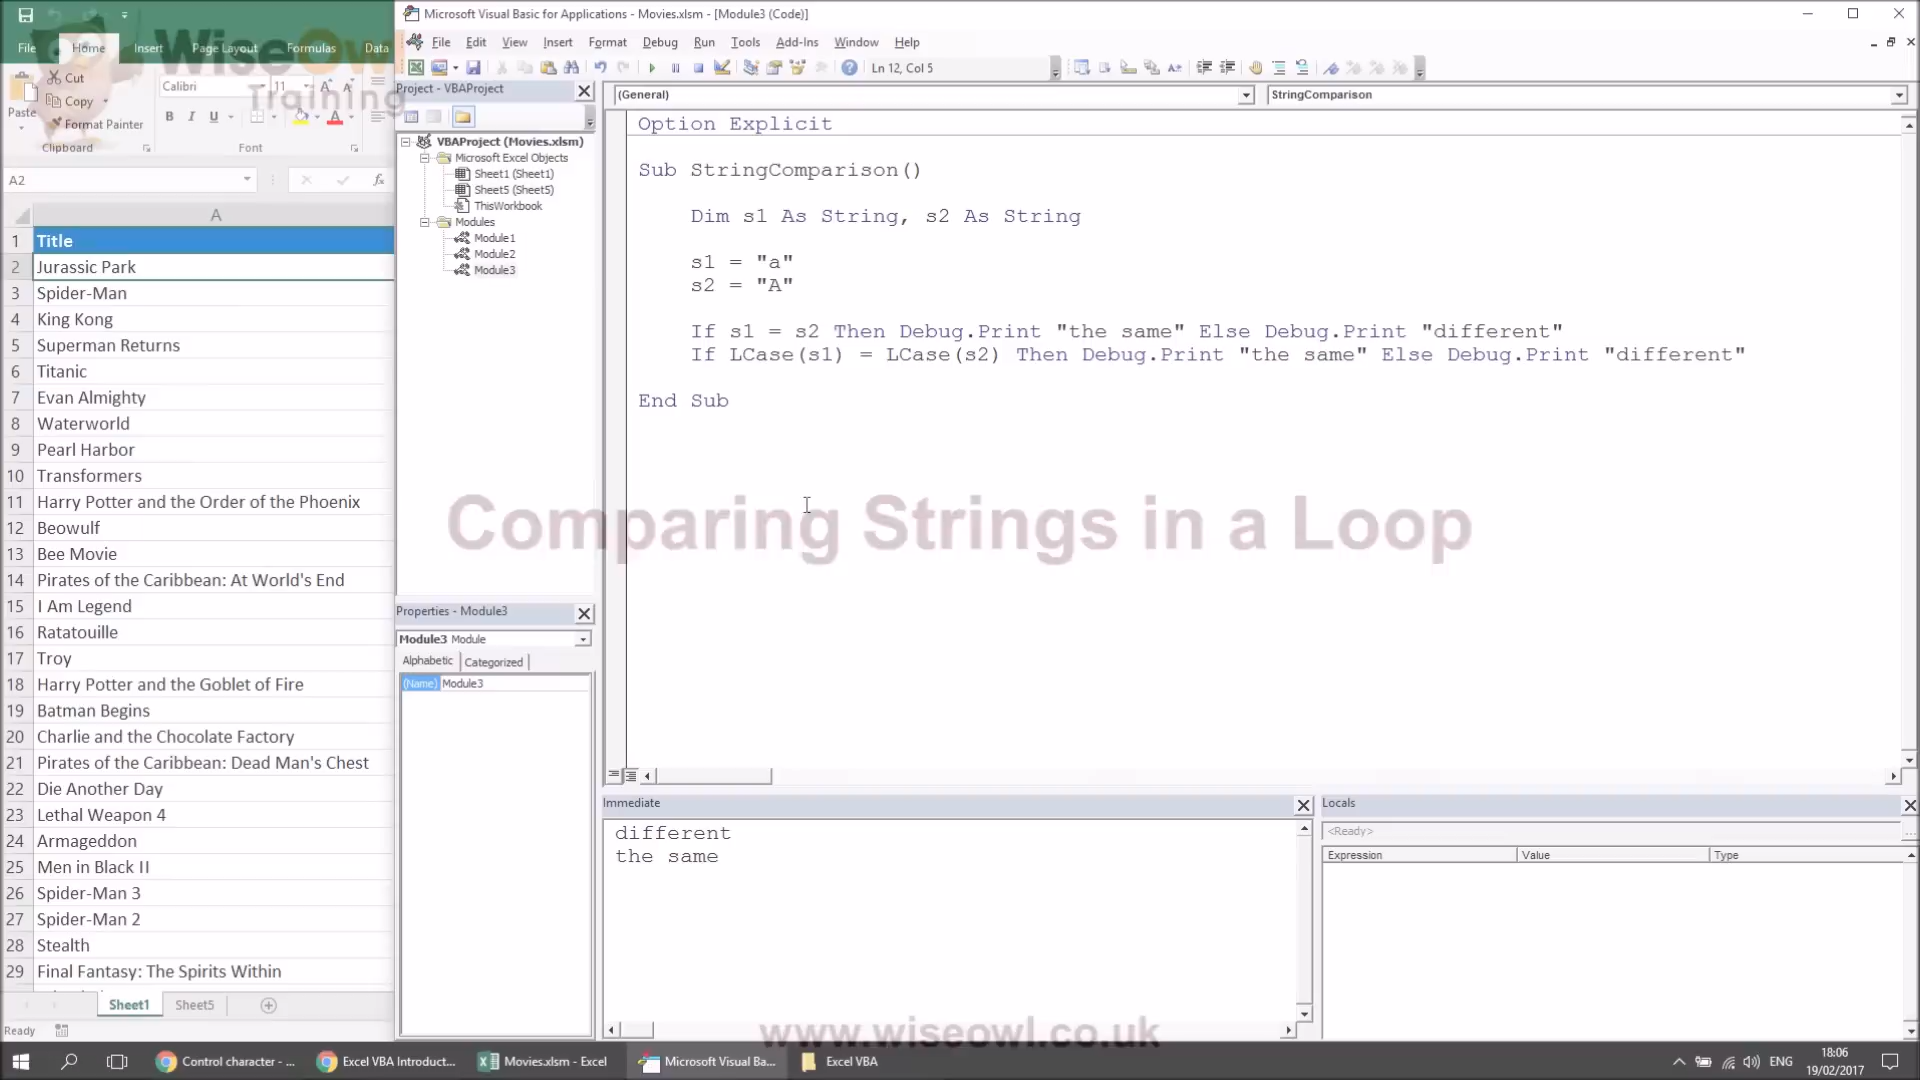 Microsoft Visual Basic for Applications - Movies.xlsm - [Module3 (Code)]
WiseOwl
Training
File Home Insert Page Layout Formulas Data
File Edit View Insert Format Debug Run Tools Add-Ins Window Help
Ln 12, Col 5
Cut
Copy
Format Painter
Paste
Clipboard
Calibri
11
B I U
Font
A2
fx
A
1 Title
2 Jurassic Park
3 Spider-Man
4 King Kong
5 Superman Returns
6 Titanic
7 Evan Almighty
8 Waterworld
9 Pearl Harbor
10 Transformers
11 Harry Potter and the Order of the Phoenix
12 Beowulf
13 Bee Movie
14 Pirates of the Caribbean: At World's End
15 I Am Legend
16 Ratatouille
17 Troy
18 Harry Potter and the Goblet of Fire
19 Batman Begins
20 Charlie and the Chocolate Factory
21 Pirates of the Caribbean: Dead Man's Chest
22 Die Another Day
23 Lethal Weapon 4
24 Armageddon
25 Men in Black II
26 Spider-Man 3
27 Spider-Man 2
28 Stealth
29 Final Fantasy: The Spirits Within
Sheet1 Sheet5
Ready
Project - VBAProject
VBAProject (Movies.xlsm)
Microsoft Excel Objects
Sheet1 (Sheet1)
Sheet5 (Sheet5)
ThisWorkbook
Modules
Module1
Module2
Module3
Properties - Module3
Module3 Module
Alphabetic Categorized
(Name) Module3
(General) StringComparison
Option Explicit
Sub StringComparison()
Dim s1 As String, s2 As String
s1 = "a"
s2 = "A"
If s1 = s2 Then Debug.Print "the same" Else Debug.Print "different"
If LCase(s1) = LCase(s2) Then Debug.Print "the same" Else Debug.Print "different"
End Sub
Comparing Strings in a Loop
Immediate
different
the same
Locals
<Ready>
Expression Value Type
www.wiseowl.co.uk
Control character - ... Excel VBA Introduct... Movies.xlsm - Excel Microsoft Visual Ba... Excel VBA
ENG
18:06
19/02/2017